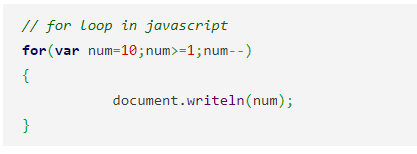 // for loop in javascript
for(var num=10;num>=1;num--)
{
document.writeln(num);
}